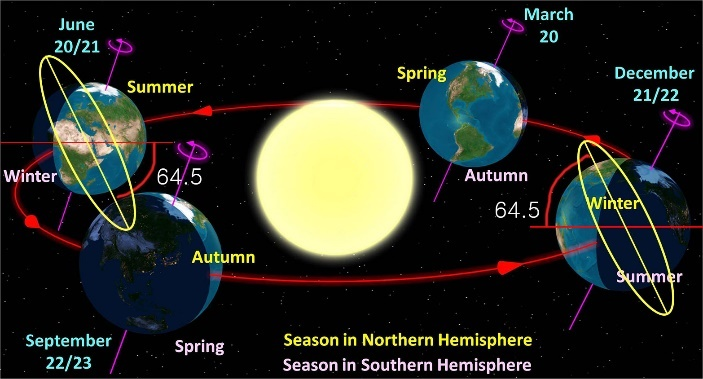 June
20/21
Summer
Winter
64.5
March
20
Spring
Autumn
December
21/22
64.5
Winter
Summer
Autumn
September
22/23
Spring
Season in Northern Hemisphere
Season in Southern Hemisphere